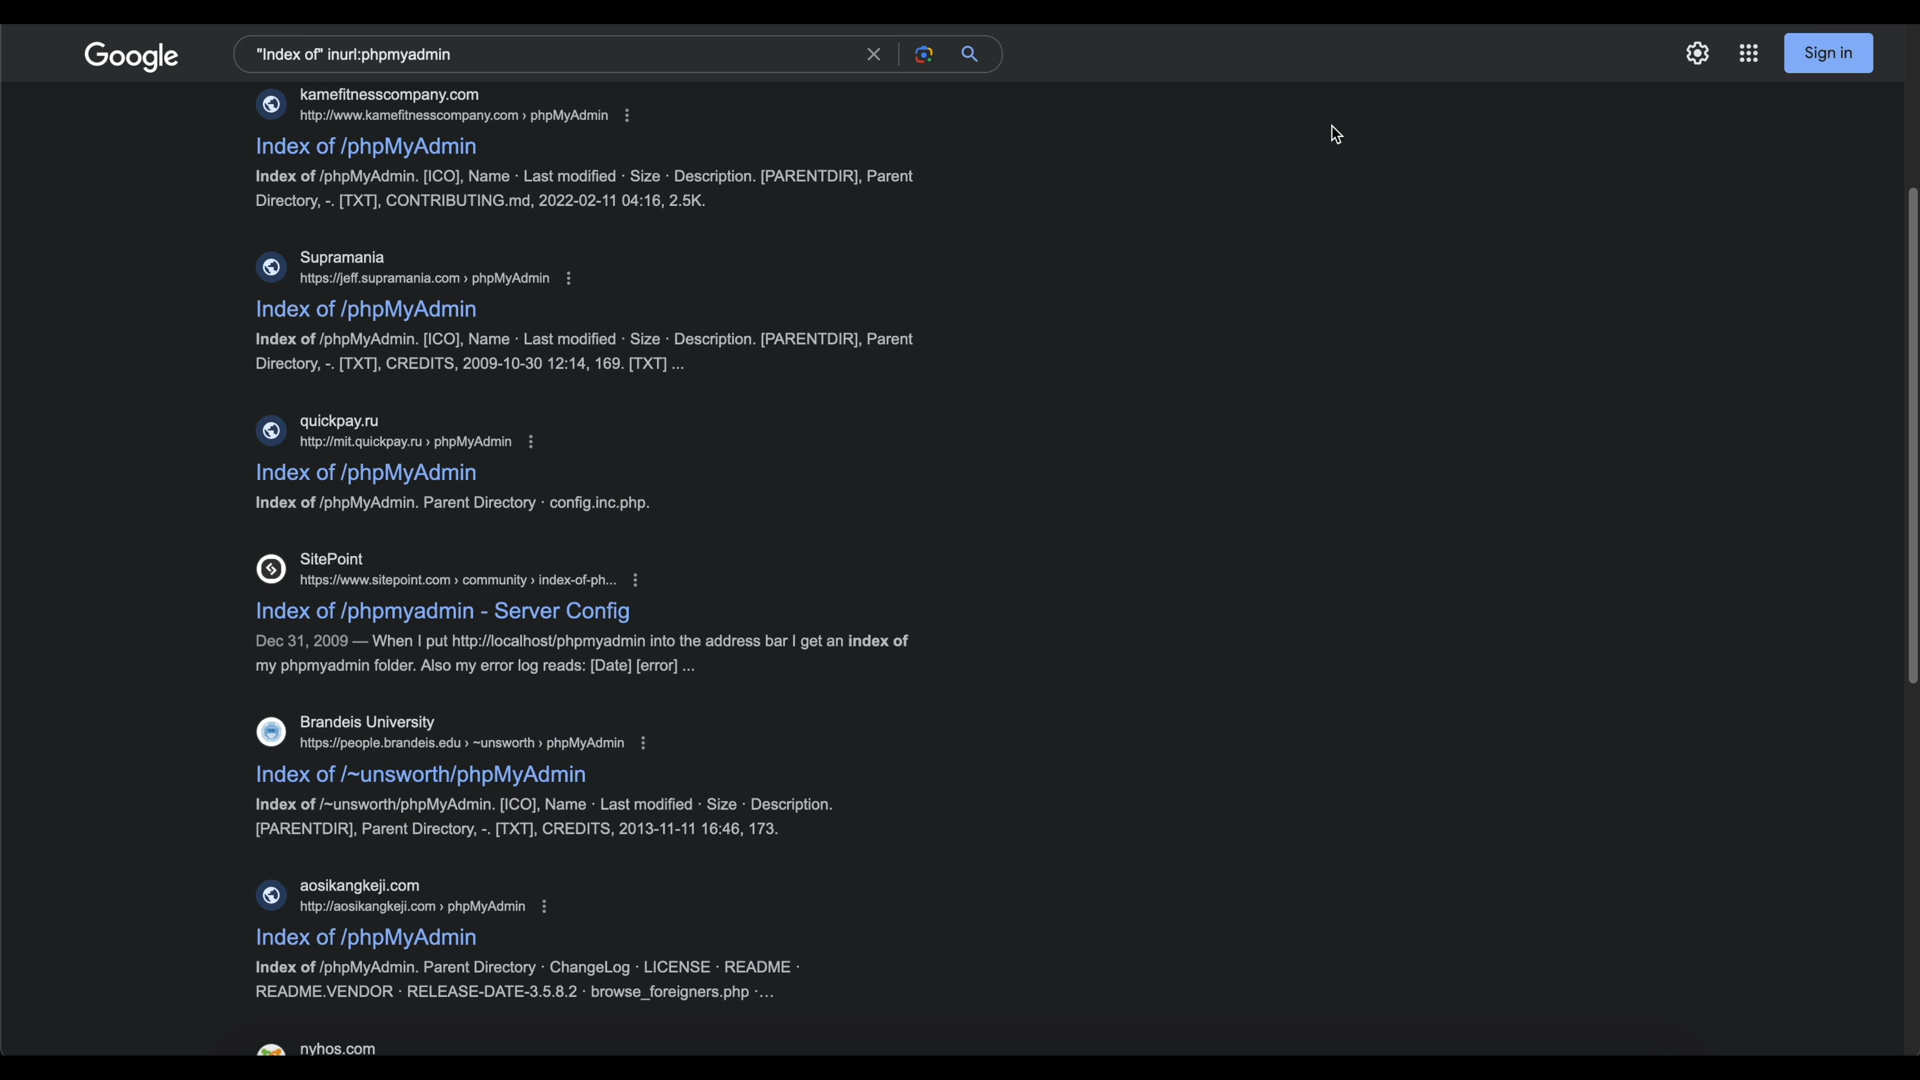 Google
"Index of" inurl:phpmyadmin
Sign in
kamefitnesscompany.com
http://www.kamefitnesscompany.com › phpMyAdmin
Index of /phpMyAdmin
Index of /phpMyAdmin. [ICO], Name · Last modified · Size · Description. [PARENTDIR], Parent
Directory, -. [TXT], CONTRIBUTING.md, 2022-02-11 04:16, 2.5K.
Supramania
https://jeff.supramania.com › phpMyAdmin
Index of /phpMyAdmin
Index of /phpMyAdmin. [ICO], Name · Last modified · Size · Description. [PARENTDIR], Parent
Directory, -. [TXT], CREDITS, 2009-10-30 12:14, 169. [TXT] ...
quickpay.ru
http://mit.quickpay.ru › phpMyAdmin
Index of /phpMyAdmin
Index of /phpMyAdmin. Parent Directory · config.inc.php.
SitePoint
https://www.sitepoint.com › community › index-of-ph...
Index of /phpmyadmin - Server Config
Dec 31, 2009 — When I put http://localhost/phpmyadmin into the address bar I get an index of
my phpmyadmin folder. Also my error log reads: [Date] [error] ...
Brandeis University
https://people.brandeis.edu › ~unsworth › phpMyAdmin
Index of /~unsworth/phpMyAdmin
Index of /~unsworth/phpMyAdmin. [ICO], Name · Last modified · Size · Description.
[PARENTDIR], Parent Directory, -. [TXT], CREDITS, 2013-11-11 16:46, 173.
aosikangkeji.com
http://aosikangkeji.com › phpMyAdmin
Index of /phpMyAdmin
Index of /phpMyAdmin. Parent Directory · ChangeLog · LICENSE · README ·
README.VENDOR · RELEASE-DATE-3.5.8.2 · browse_foreigners.php ·...
nyhos.com